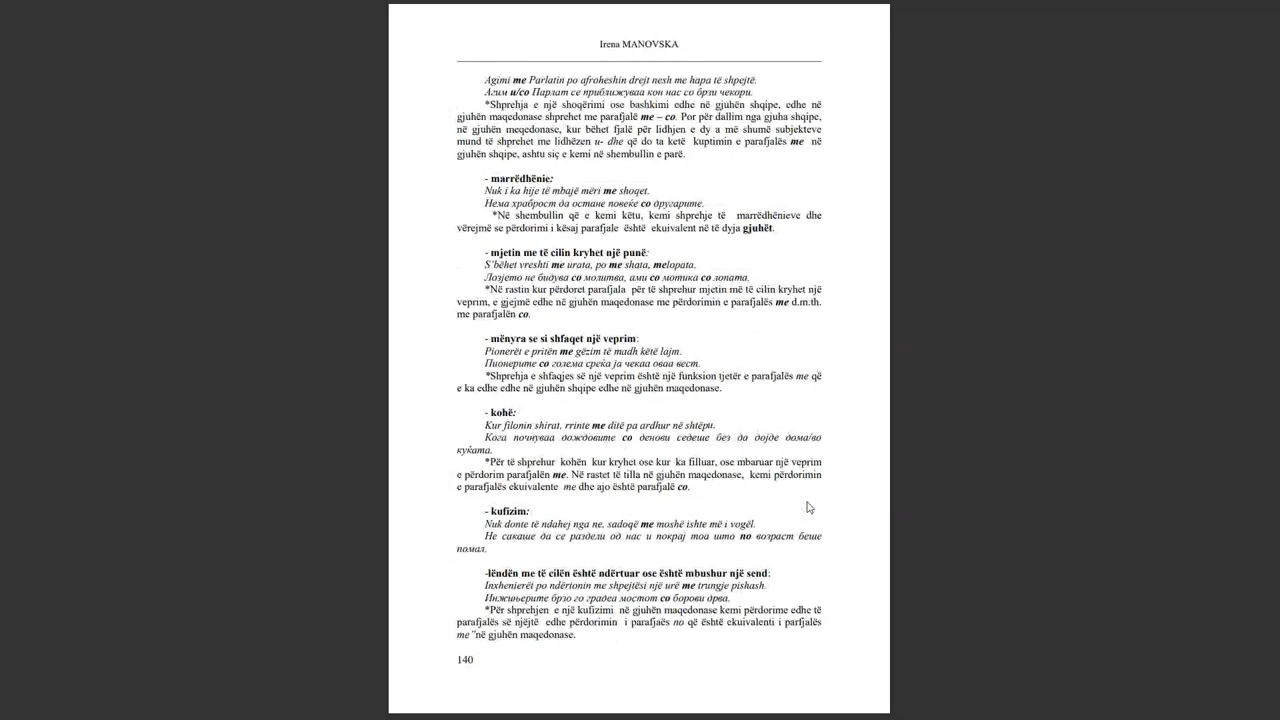 Irena MANOVSKA
Agimi me Parlatin po afroheshin drejt nesh me hapa të shpejtë.
Агим и/со Парлат се приближуваа кон нас со брзи чекори.
*Shprehja e një shoqërimi ose bashkimi edhe në gjuhën shqipe, edhe në
gjuhën maqedonase shprehet me parafjalë me – co. Por për dallim nga gjuha shqipe,
në gjuhën meqedonase, kur bëhet fjalë për lidhjen e dy a më shumë subjekteve
mund të shprehet me lidhëzen u- dhe që do ta ketë kuptimin e parafjalës me në
gjuhën shqipe, ashtu siç e kemi në shembullin e parë.
- marrëdhënie:
Nuk i ka hije të mbajë mëri me shoqet.
Нема храброст да остане повеќе со другарите.
*Në shembullin që e kemi këtu, kemi shprehje të marrëdhënieve dhe
vërejmë se përdorimi i kësaj parafjale është ekuivalent në të dyja gjuhët.
- mjetin me të cilin kryhet një punë:
S'bëhet vreshti me urata, po me shata, melopata.
Лозјето не бидува со молитва, ами со мотика со лопата.
*Në rastin kur përdoret parafjala për të shprehur mjetin më të cilin kryhet një
veprim, e gjejmë edhe në gjuhën maqedonase me përdorimin e parafjalës me d.m.th.
me parafjalën co.
- mënyra se si shfaqet një veprim:
Pionerët e pritën me gëzim të madh këtë lajm.
Пионерите со голема среќа ја чекаа оваа вест.
*Shprehja e shfaqjes së një veprim është një funksion tjetër e parafjalës me që
e ka edhe edhe në gjuhën shqipe edhe në gjuhën maqedonase.
- kohë:
Kur fillonin shirat, rrinte me ditë pa ardhur në shtëpi.
Кога почнуваа дождовите со денови седеше без да дојде дома/во
куќата.
*Për të shprehur kohën kur kryhet ose kur ka filluar, ose mbaruar një veprim
e përdorim parafjalën me. Në rastet të tilla në gjuhën maqedonase, kemi përdorimin
e parafjalës ekuivalente me dhe ajo është parafjalë co.
- kufizim:
Nuk donte të ndahej nga ne, sadoqë me moshë ishte më i vogël.
Не сакаше да се раздели од нас и покрај тоа што по возраст беше
помал.
-lëndën me të cilën është ndërtuar ose është mbushur një send:
Inxhenierët po ndërtonin me shpejtësi një urë me trungje pishash.
Инжињерите брзо го градеа мостот со борови дрва.
*Për shprehjen e një kufizimi në gjuhën maqedonase kemi përdorime edhe të
parafjalës së njëjtë edhe përdorimin i parafjaës no që është ekuivalenti i parfjalës
me"në gjuhën maqedonase.
140